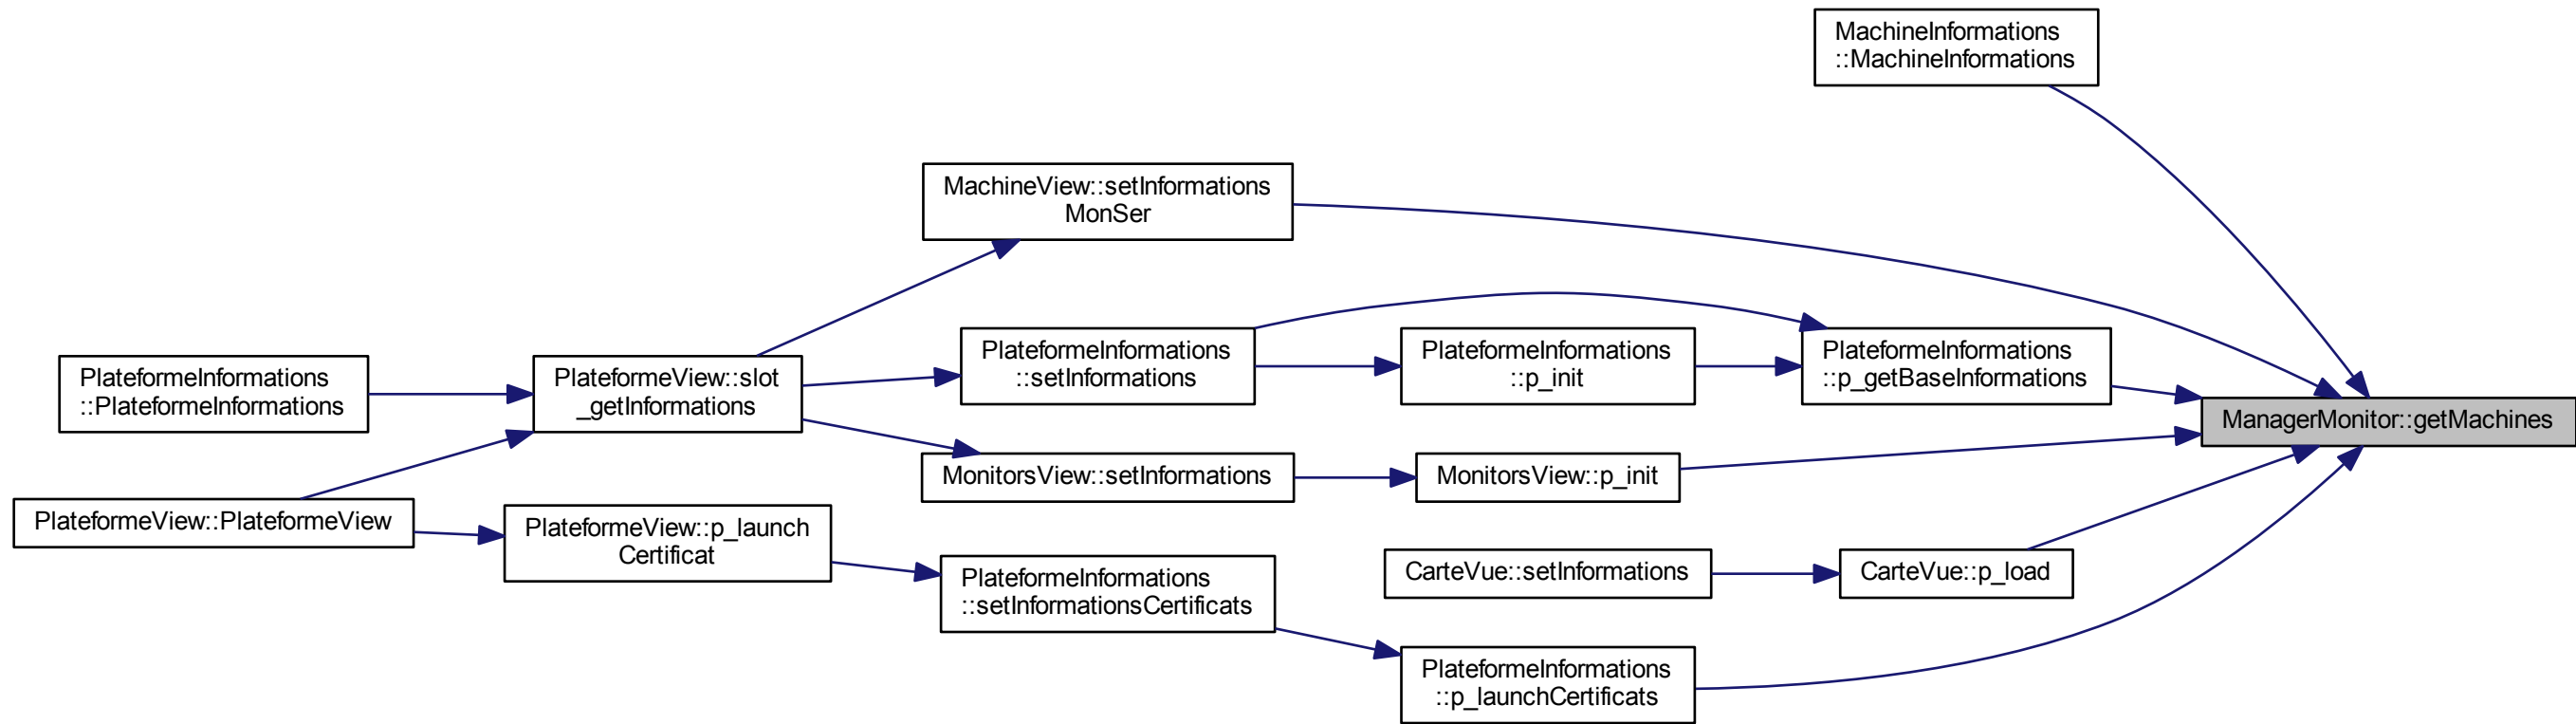 MachineInformations
::MachineInformations
MachineView::setInformations
MonSer
PlateformeInformations
::PlateformeInformations
PlateformeView::slot
_getInformations
PlateformeInformations
::setInformations
PlateformeInformations
::p_init
PlateformeInformations
::p_getBaseInformations
ManagerMonitor::getMachines
MonitorsView::setInformations
MonitorsView::p_init
PlateformeView::PlateformeView
PlateformeView::p_launch
Certificat
PlateformeInformations
::setInformationsCertificats
CarteVue::setInformations
CarteVue::p_load
PlateformeInformations
::p_launchCertificats